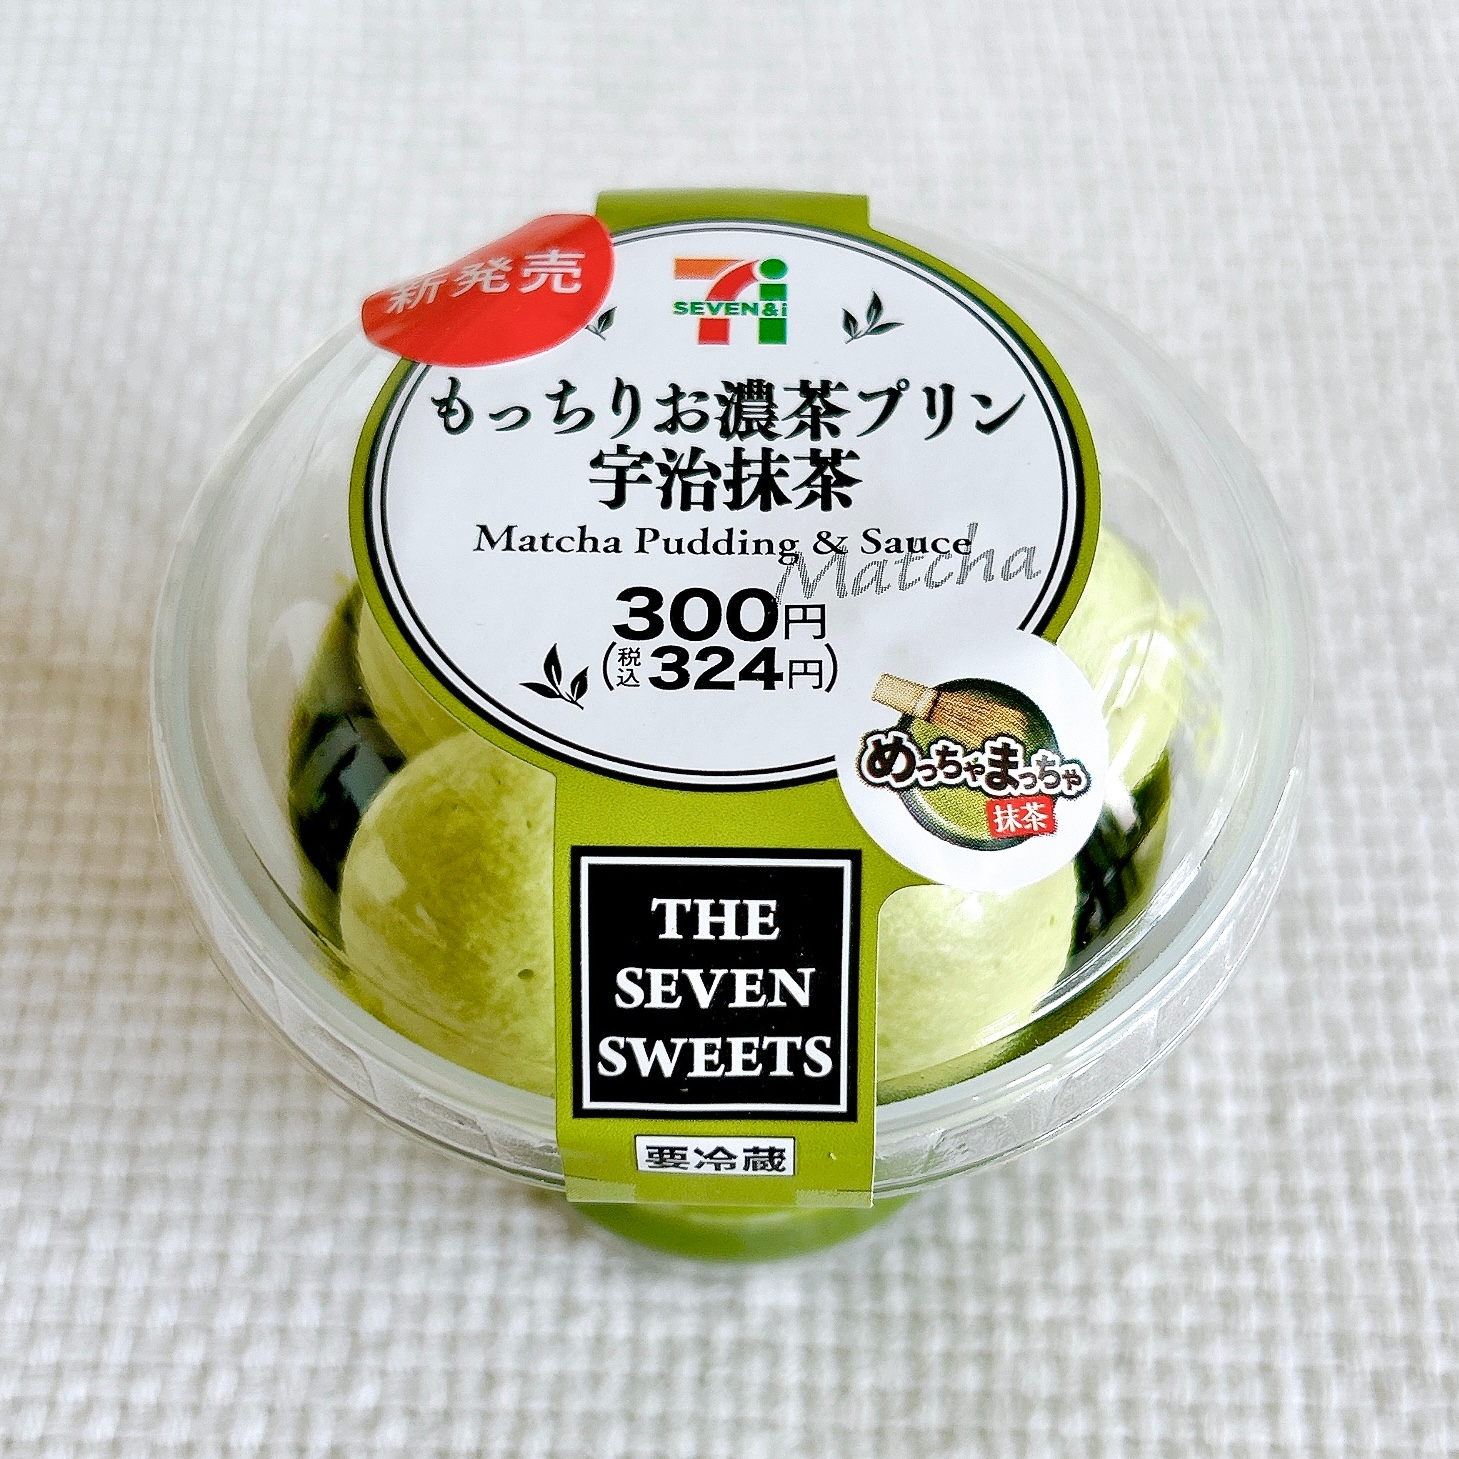 新発売
SEVEN&i
もっちりお濃茶プリン
宇治抹茶
Matcha Pudding & Sauce
Matcha
300円
(税込324円)
めっちゃまっちゃ
抹茶
THE
SEVEN
SWEETS
要冷蔵